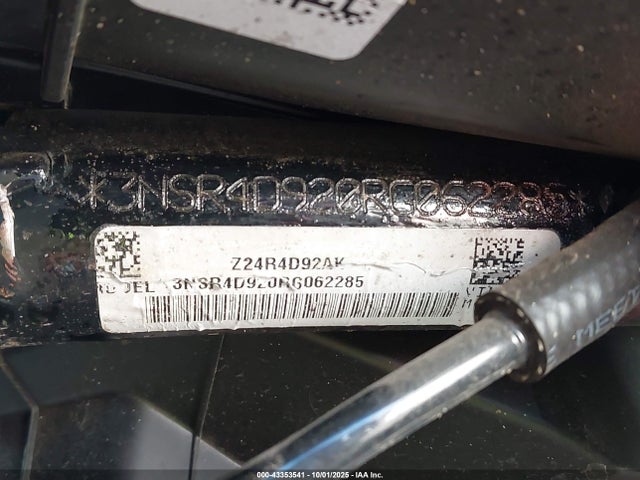 *3NSR4D920RG062285*
Z24R4D92AK
3NSR4D920RG062285
000-43353541 - 10/01/2025 - IAA Inc.